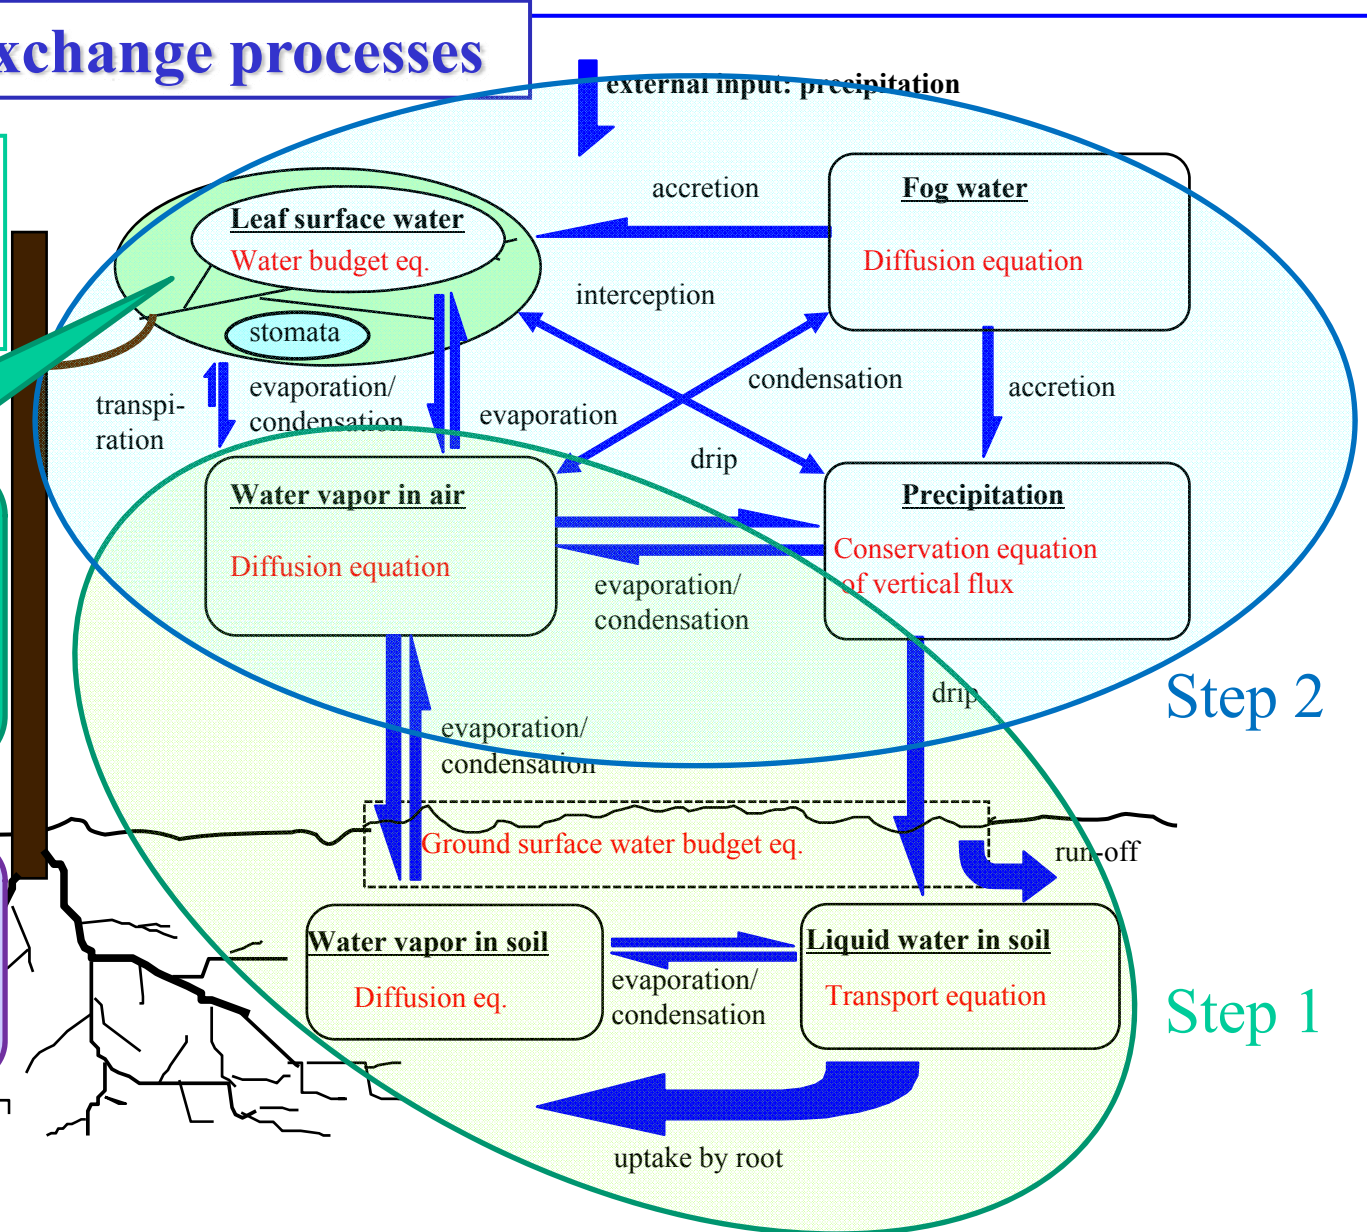 xchange processes
external input: precipitation
accretion
Fog water
Leaf surface water
Water budget eq.
Diffusion equation
interception
stomata
condensation
accretion
evaporation/
condensation
transpi-
ration
evaporation
drip
Water vapor in air
Precipitation
Diffusion equation
Conservation equation
of vertical flux
evaporation/
condensation
drip
Step 2
evaporation/
condensation
Ground surface water budget eq.
run-off
Water vapor in soil
Liquid water in soil
evaporation/
condensation
Diffusion eq.
Transport equation
Step 1
uptake by root